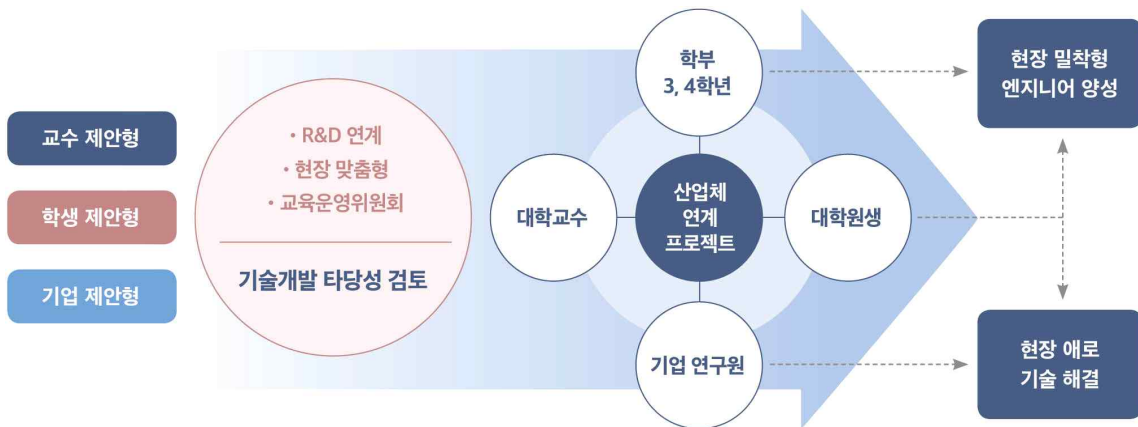 교수 제안형
학생 제안형
기업 제안형
· R&D 연계
· 현장 맞춤형
· 교육운영위원회
기술개발 타당성 검토
학부
3, 4학년
대학교수
산업체
연계
프로젝트
대학원생
기업 연구원
현장 밀착형
엔지니어 양성
현장 애로
기술 해결